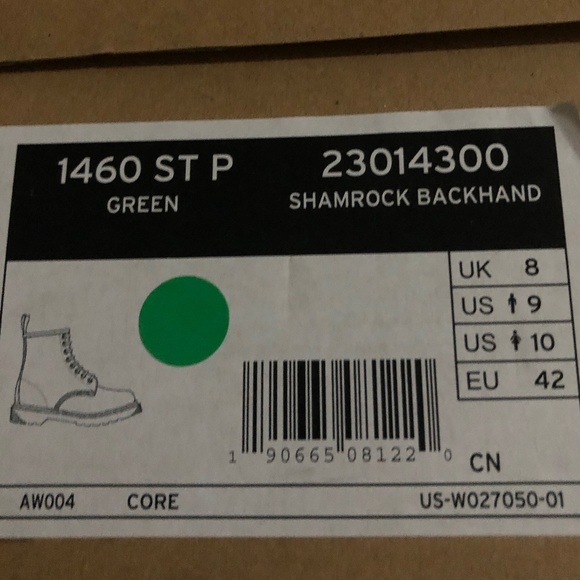 1460 ST P 23014300
GREEN SHAMROCK BACKHAND
UK 8
US 9
US 10
EU 42
1 90665 08122 0
CN
AW004 CORE US-W027050-01